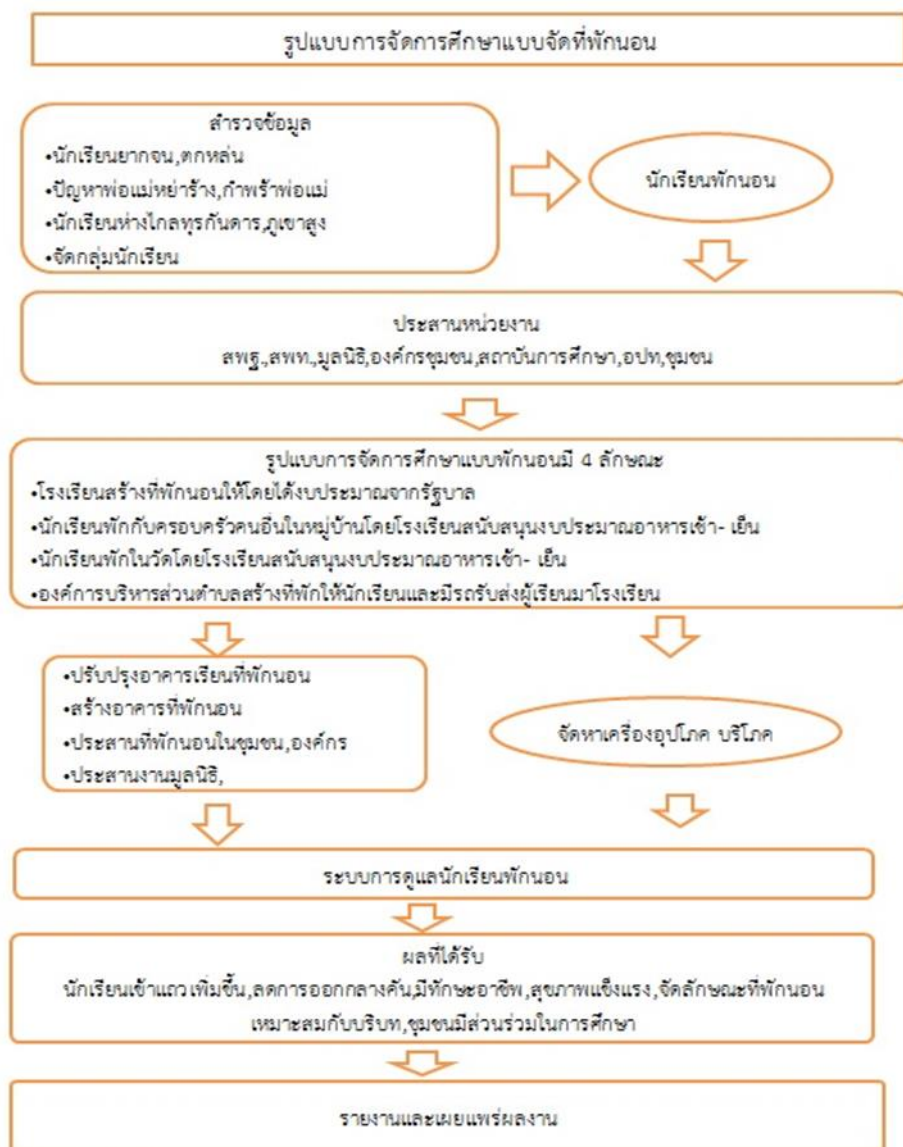 รูปแบบการจัดการศึกษาแบบจัดที่พักนอน
สำรวจข้อมูล
•นักเรียนยากจน,ตกหล่น
•ปัญหาพ่อแม่หย่าร้าง,กำพร้าพ่อแม่
•นักเรียนห่างไกลทุรกันดาร,ภูเขาสูง
•จัดกลุ่มนักเรียน
นักเรียนพักนอน
ประสานหน่วยงาน
สพฐ.,สพท.,มูลนิธิ,องค์กรชุมชน,สถาบันการศึกษา,อปท,ชุมชน
รูปแบบการจัดการศึกษาแบบพักนอนมี 4 ลักษณะ
•โรงเรียนสร้างที่พักนอนให้โดยได้งบประมาณจากรัฐบาล
•นักเรียนพักกับครอบครัวคนอื่นในหมู่บ้านโดยโรงเรียนสนับสนุนงบประมาณอาหารเช้า- เย็น
•นักเรียนพักในวัดโดยโรงเรียนสนับสนุนงบประมาณอาหารเช้า- เย็น
•องค์การบริหารส่วนตำบลสร้างที่พักให้นักเรียนและมีรถรับส่งผู้เรียนมาโรงเรียน
•ปรับปรุงอาคารเรียนที่พักนอน
•สร้างอาคารที่พักนอน
•ประสานที่พักนอนในชุมชน,องค์กร
•ประสานงานมูลนิธิ,
จัดหาเครื่องอุปโภค บริโภค
ระบบการดูแลนักเรียนพักนอน
ผลที่ได้รับ
นักเรียนเข้าแถวเพิ่มขึ้น,ลดการออกกลางคัน,มีทักษะอาชีพ,สุขภาพแข็งแรง,จัดลักษณะที่พักนอน
เหมาะสมกับบริบท,ชุมชนมีส่วนร่วมในการศึกษา
รายงานและเผยแพร่ผลงาน